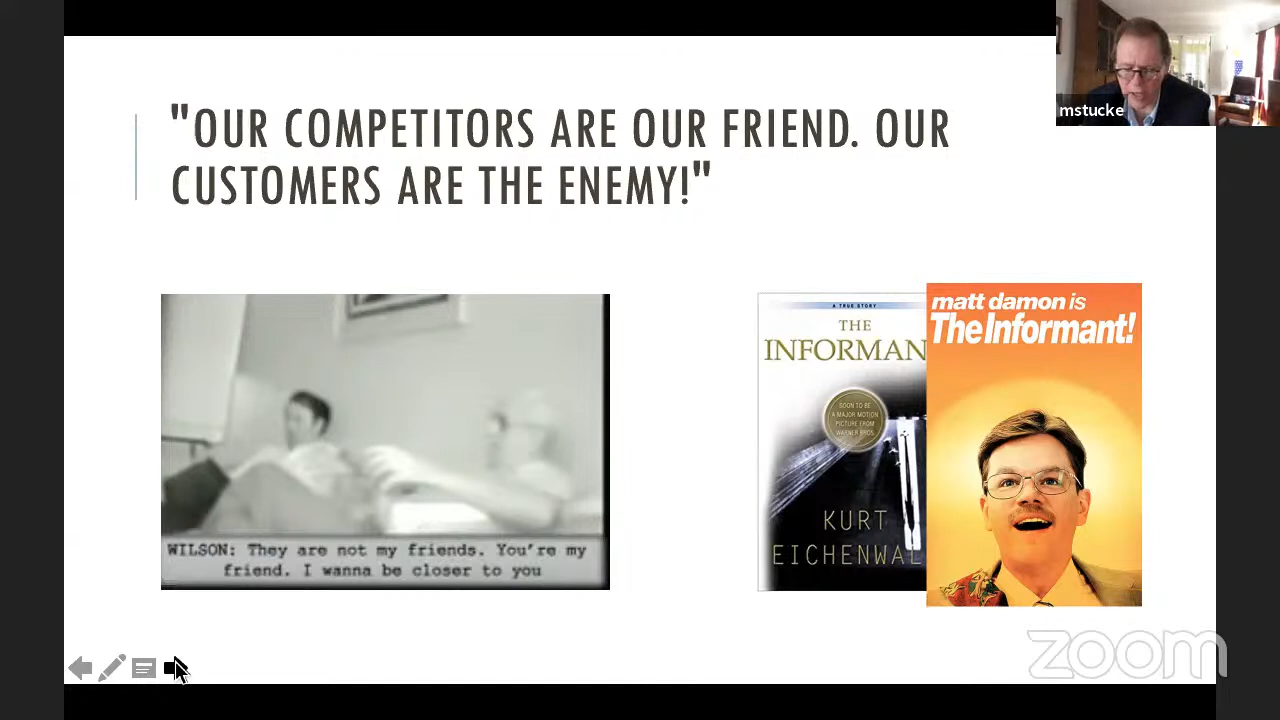 "OUR COMPETITORS ARE OUR FRIEND. OUR
CUSTOMERS ARE THE ENEMY!"
mstucke
WILSON: They are not my friends. You're my
friend. I wanna be closer to you
A TRUE STORY
THE
INFORMAN
SOON TO BE
A MAJOR MOTION
PICTURE FROM
WARNER BROS.
KURT
EICHENWAL
matt damon is
The Informant!
zoom